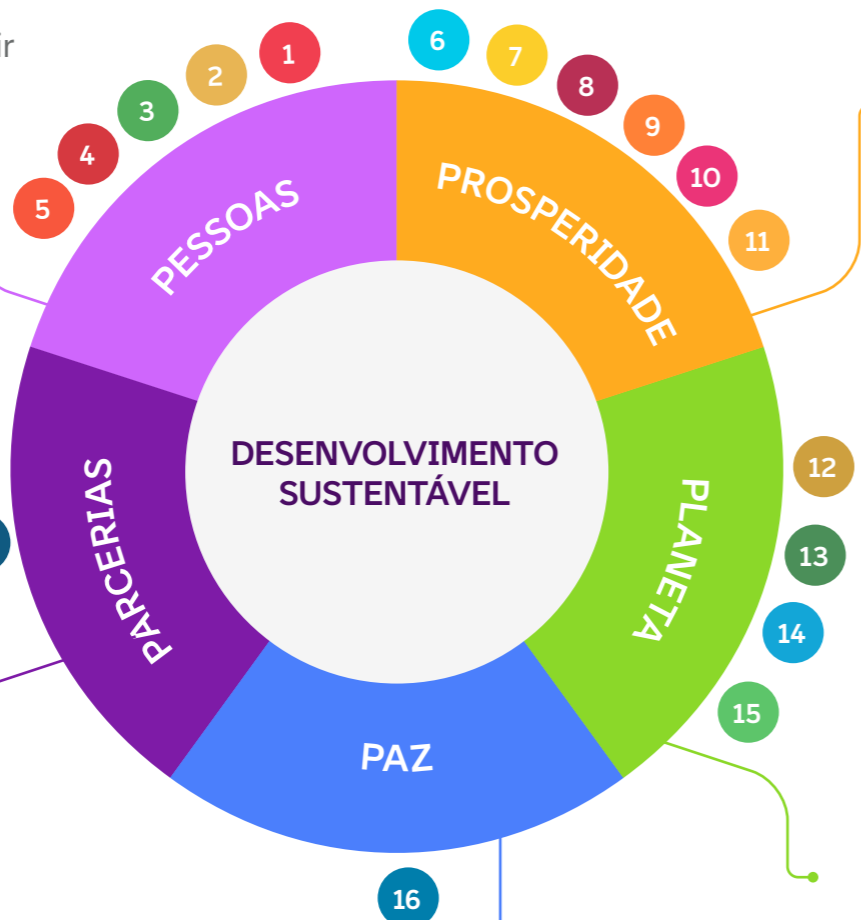 ir
1
2
3
4
5
6
7
8
9
10
11
PESSOAS
PROSPERIDADE
DESENVOLVIMENTO
SUSTENTÁVEL
PARCERIAS
PLANETA
12
13
14
15
PAZ
16